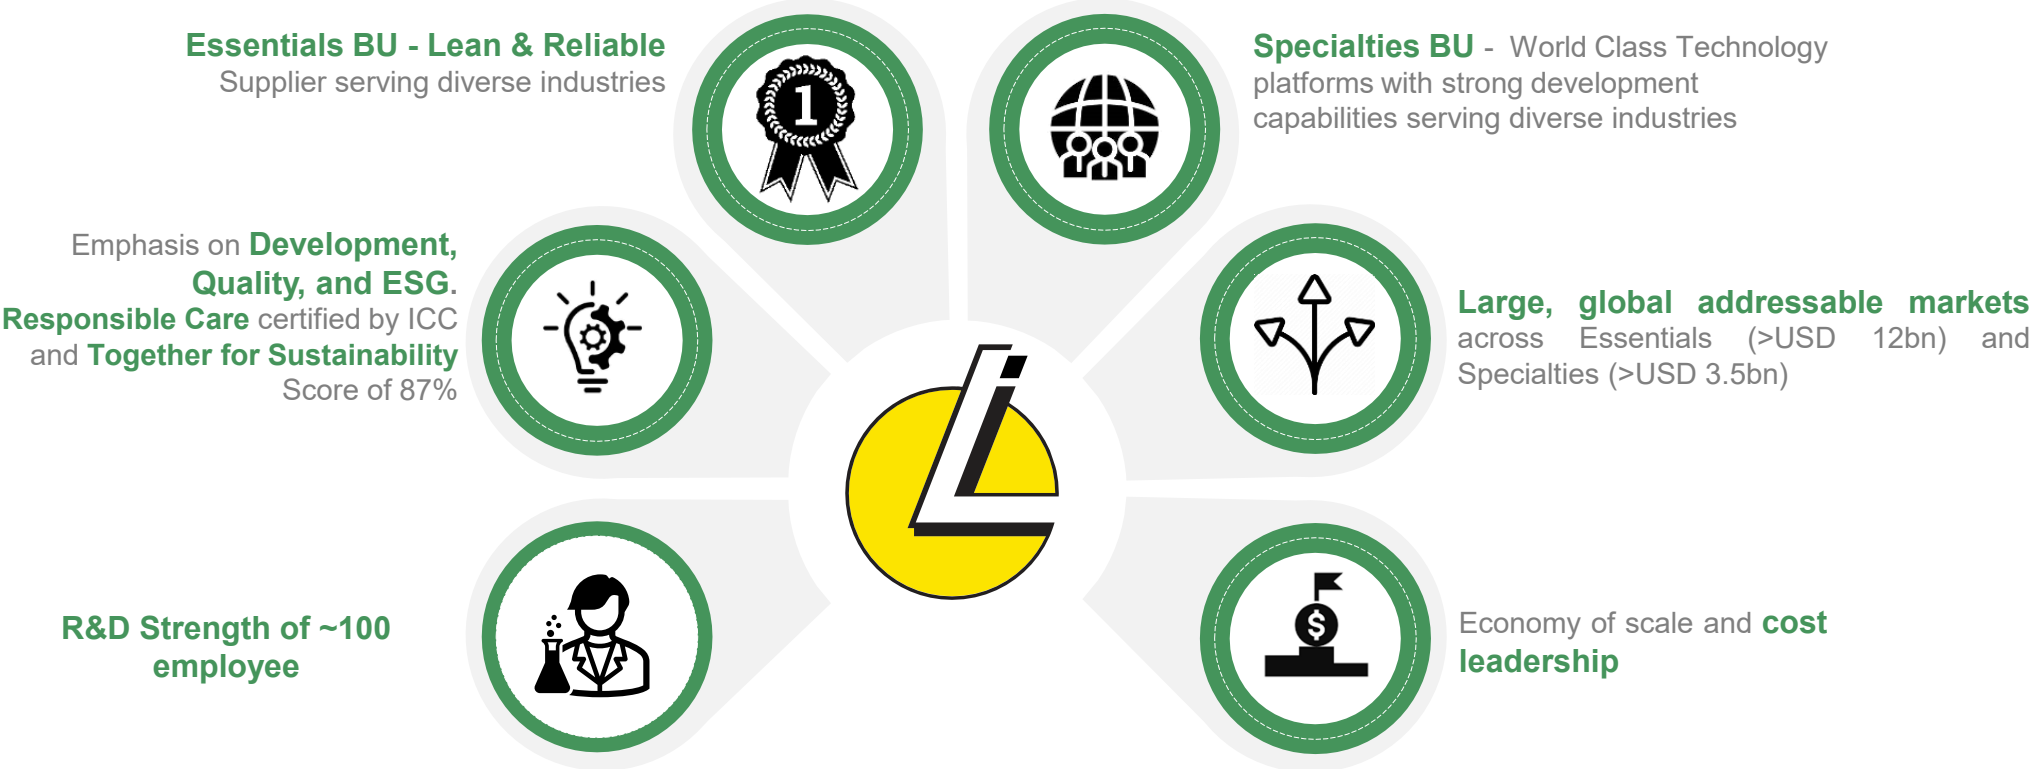 Essentials BU - Lean & Reliable
Supplier serving diverse industries
1
Specialties BU - World Class Technology
platforms with strong development
capabilities serving diverse industries
Emphasis on Development,
Quality, and ESG.
Responsible Care certified by ICC
and Together for Sustainability
Score of 87%
Large, global addressable markets
across Essentials (>USD 12bn) and
Specialties (>USD 3.5bn)
R&D Strength of ~100
employee
$
Economy of scale and cost
leadership